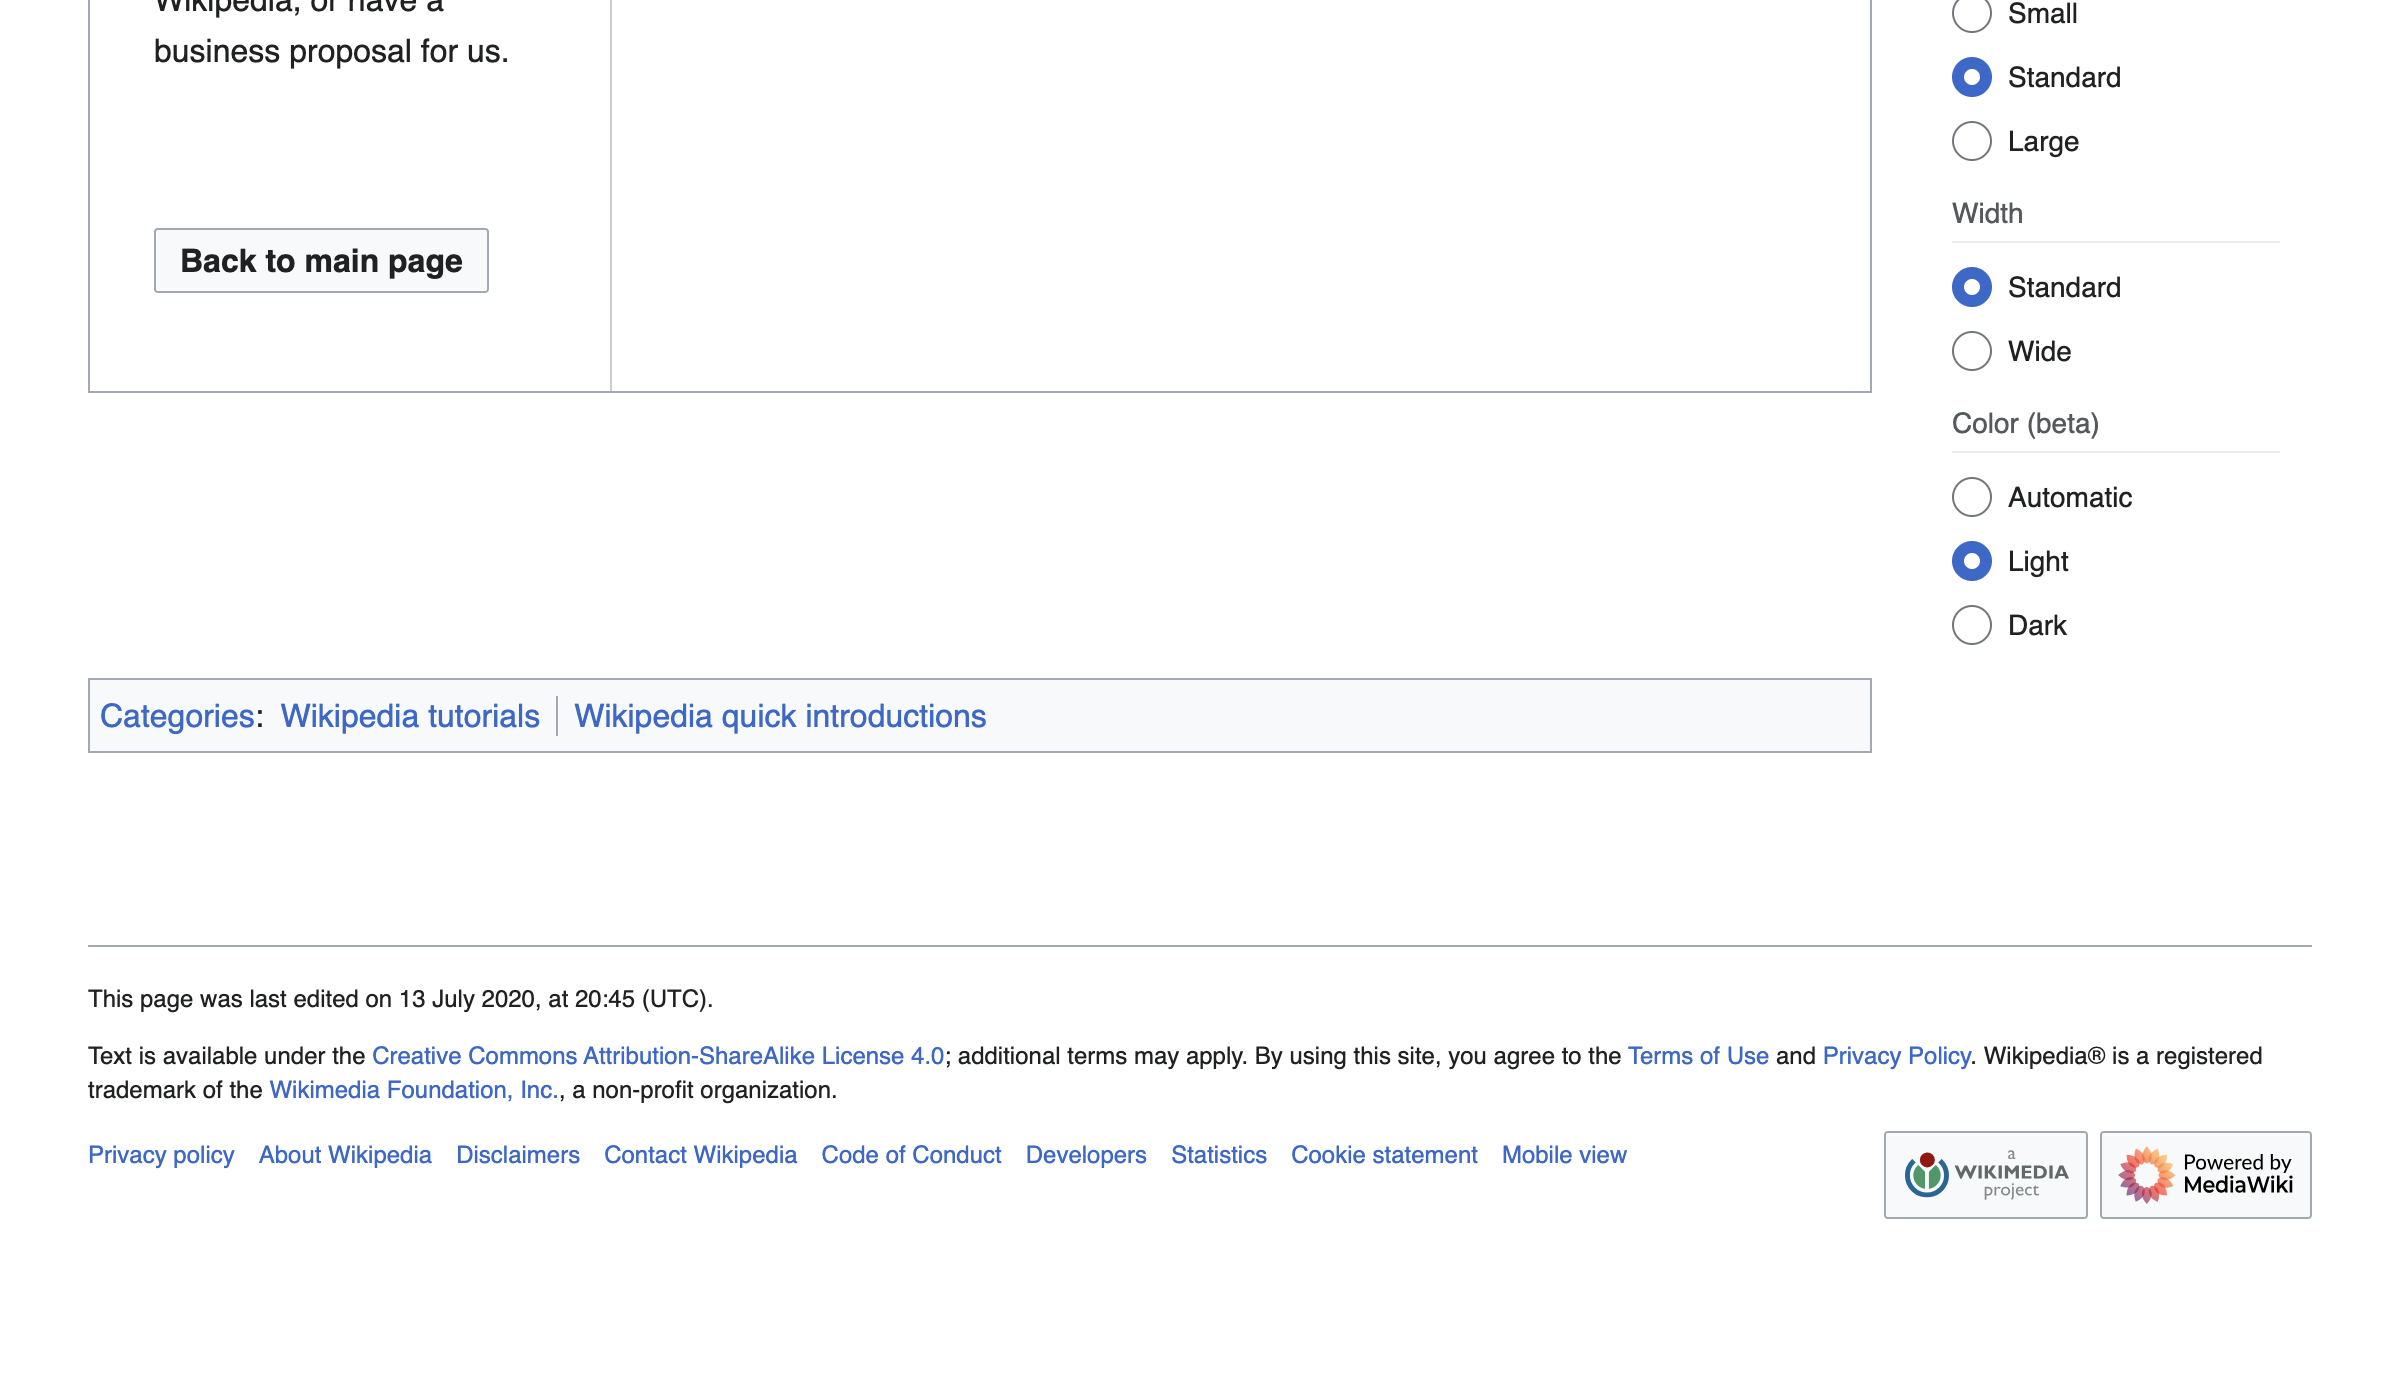 Wikipedia, or have a
business proposal for us.
Back to main page
Small
Standard
Large
Width
Standard
Wide
Color (beta)
Automatic
Light
Dark
Categories: Wikipedia tutorials | Wikipedia quick introductions
This page was last edited on 13 July 2020, at 20:45 (UTC).
Text is available under the Creative Commons Attribution-ShareAlike License 4.0; additional terms may apply. By using this site, you agree to the Terms of Use and Privacy Policy. Wikipedia® is a registered
trademark of the Wikimedia Foundation, Inc., a non-profit organization.
Privacy policy About Wikipedia Disclaimers Contact Wikipedia Code of Conduct Developers Statistics Cookie statement Mobile view
a
WIKIMEDIA
project
Powered by
MediaWiki